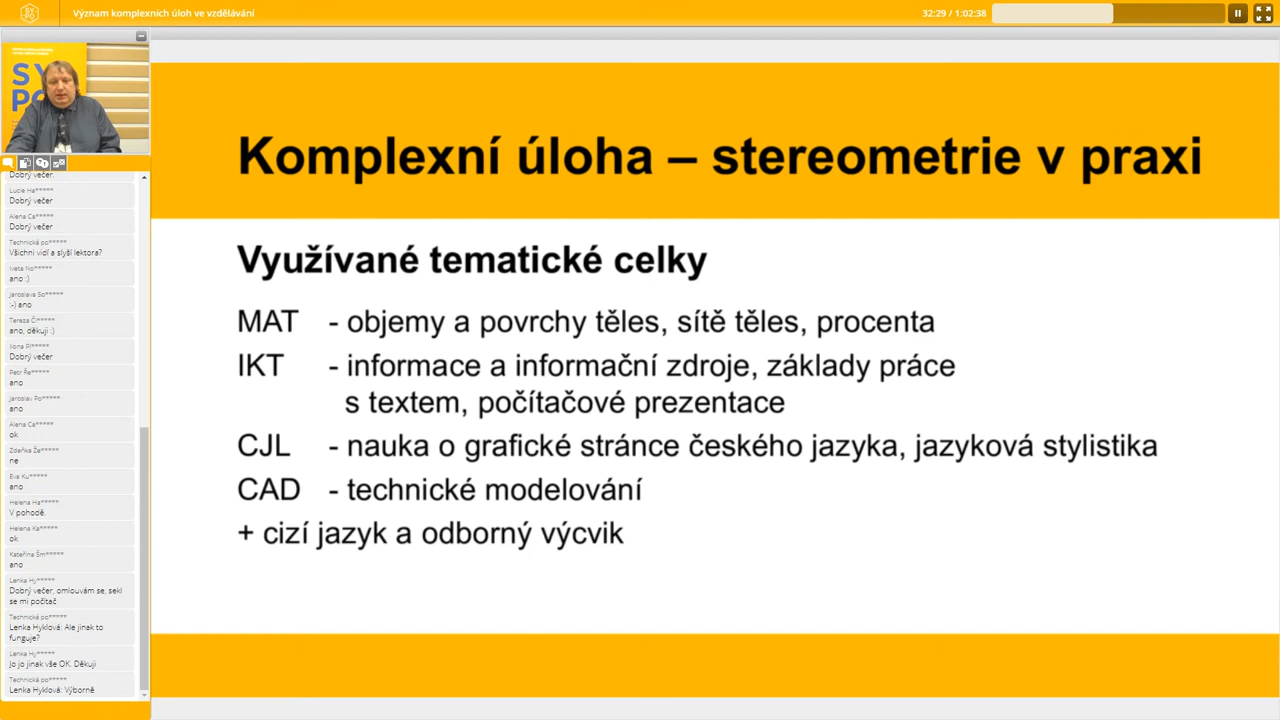 SY
PO
Význam komplexních úloh ve vzdělávání
32:29 / 1:02:38
SY
PO
Dobrý večer.
Lucie Ha*****
Dobrý večer
Alena Ca*****
Dobrý večer
Technická po*****
Všichni vidí a slyší lektora?
Iveta No*****
ano :)
Jaroslava So*****
:-) ano
Tereza Či*****
ano, děkuji :)
Ilona Pl*****
Dobrý večer
Petr Ře*****
ano
Jaroslav Po*****
ano
Alena Ca*****
ok
Zdeňka Že*****
ne
Eva Ku*****
ano
Helena Ha*****
V pohodě.
Helena Ka*****
ok
Kateřina Šm*****
ano
Lenka Hy*****
Dobrý večer, omlouvám se, sekl
se mi počítač
Technická po*****
Lenka Hyklová: Ale jinak to
funguje?
Lenka Hy*****
Jo jo jinak vše OK. Děkuji
Technická po*****
Lenka Hyklová: Výborně
Komplexní úloha – stereometrie v praxi
Využívané tematické celky
MAT - objemy a povrchy těles, sítě těles, procenta
IKT - informace a informační zdroje, základy práce
s textem, počítačové prezentace
CJL - nauka o grafické stránce českého jazyka, jazyková stylistika
CAD - technické modelování
+ cizí jazyk a odborný výcvik